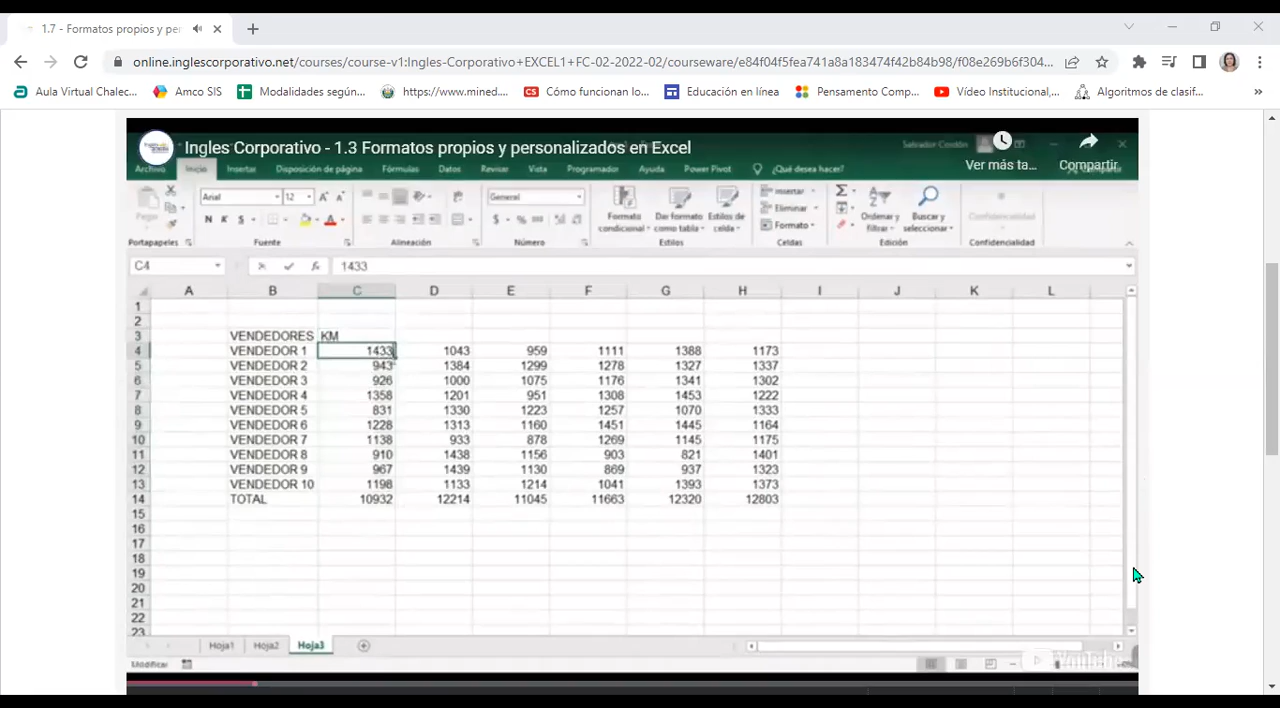 1.7 - Formatos propios y per
online.inglescorporativo.net/courses/course-v1:Ingles-Corporativo+EXCEL1+FC-02-2022-02/courseware/e84f04f5fea741a8a183474f42b84b98/f08e269b6f304...
Aula Virtual Chalec... Amco SIS Modalidades según... https://www.mined.... CS Cómo funcionan lo... Educación en línea Pensamento Comp... Vídeo Institucional,... Algoritmos de clasif... »
Ingles Corporativo - 1.3 Formatos propios y personalizados en Excel Salvador Cordón
Ver más ta... Compartir
Archivo Inicio Insertar Disposición de página Fórmulas Datos Revisar Vista Programador Ayuda Power Pivot ¿Qué desea hacer?
Pegar Arial 12 General Formato condicional Dar formato como tabla Estilos de celda Insertar Eliminar Formato Ordenar y filtrar Buscar y seleccionar Confidencialidad
N K S $ % 000
Portapapeles Fuente Alineación Número Estilos Celdas Edición Confidencialidad
C4 fx 1433
A B C D E F G H I J K L
1
2
3 VENDEDORES KM
4 VENDEDOR 1 1433 1043 959 1111 1388 1173
5 VENDEDOR 2 943 1384 1299 1278 1327 1337
6 VENDEDOR 3 926 1000 1075 1176 1341 1302
7 VENDEDOR 4 1358 1201 951 1308 1453 1222
8 VENDEDOR 5 831 1330 1223 1257 1070 1333
9 VENDEDOR 6 1228 1313 1160 1451 1445 1164
10 VENDEDOR 7 1138 933 878 1269 1145 1175
11 VENDEDOR 8 910 1438 1156 903 821 1401
12 VENDEDOR 9 967 1439 1130 869 937 1323
13 VENDEDOR 10 1198 1133 1214 1041 1393 1373
14 TOTAL 10932 12214 11045 11663 12320 12803
15
16
17
18
19
20
21
22
23
Hoja1 Hoja2 Hoja3
Modificar YouTube